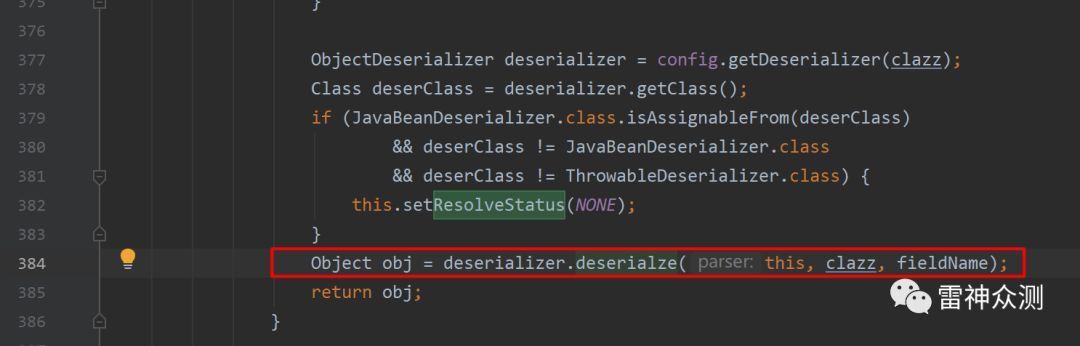 375 }
376
377 ObjectDeserializer deserializer = config.getDeserializer(clazz);
378 Class deserClass = deserializer.getClass();
379 if (JavaBeanDeserializer.class.isAssignableFrom(deserClass)
380 && deserClass != JavaBeanDeserializer.class
381 && deserClass != ThrowableDeserializer.class) {
382 this.setResolveStatus(NONE);
383 }
384 Object obj = deserializer.deserialze( parser: this, clazz, fieldName);
385 return obj;
386 }
雷神众测